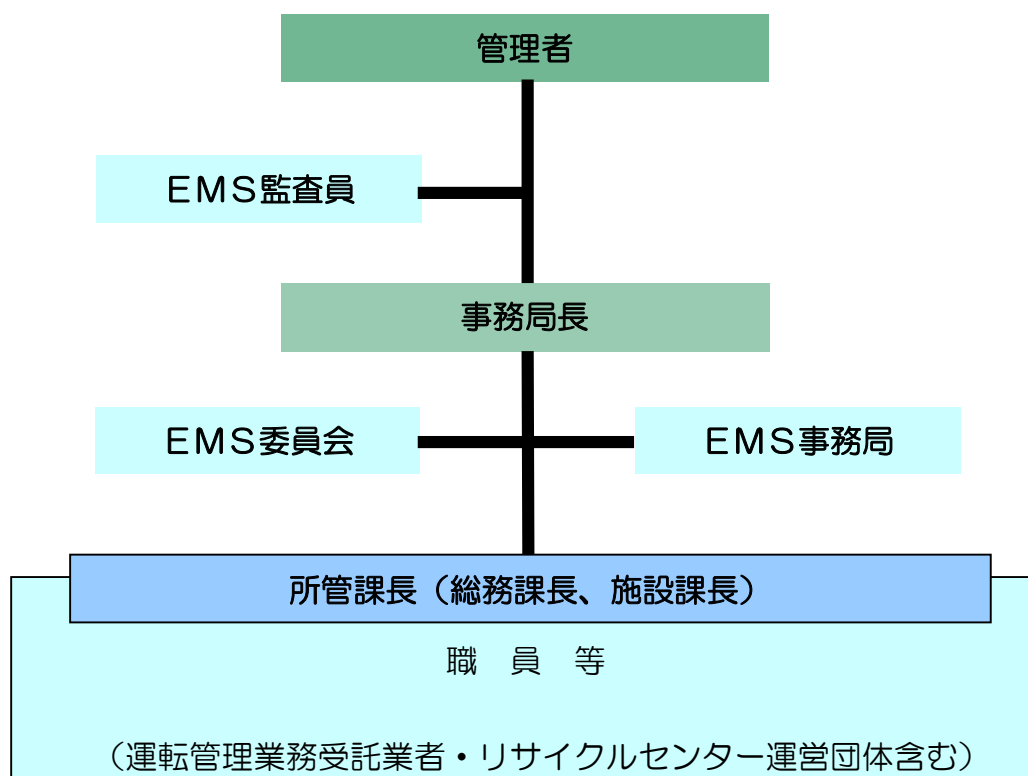 管理者
ＥＭＳ監査員
事務局長
ＥＭＳ委員会
ＥＭＳ事務局
所管課長（総務課長、施設課長）
職　員　等
（運転管理業務受託業者・リサイクルセンター運営団体含む）